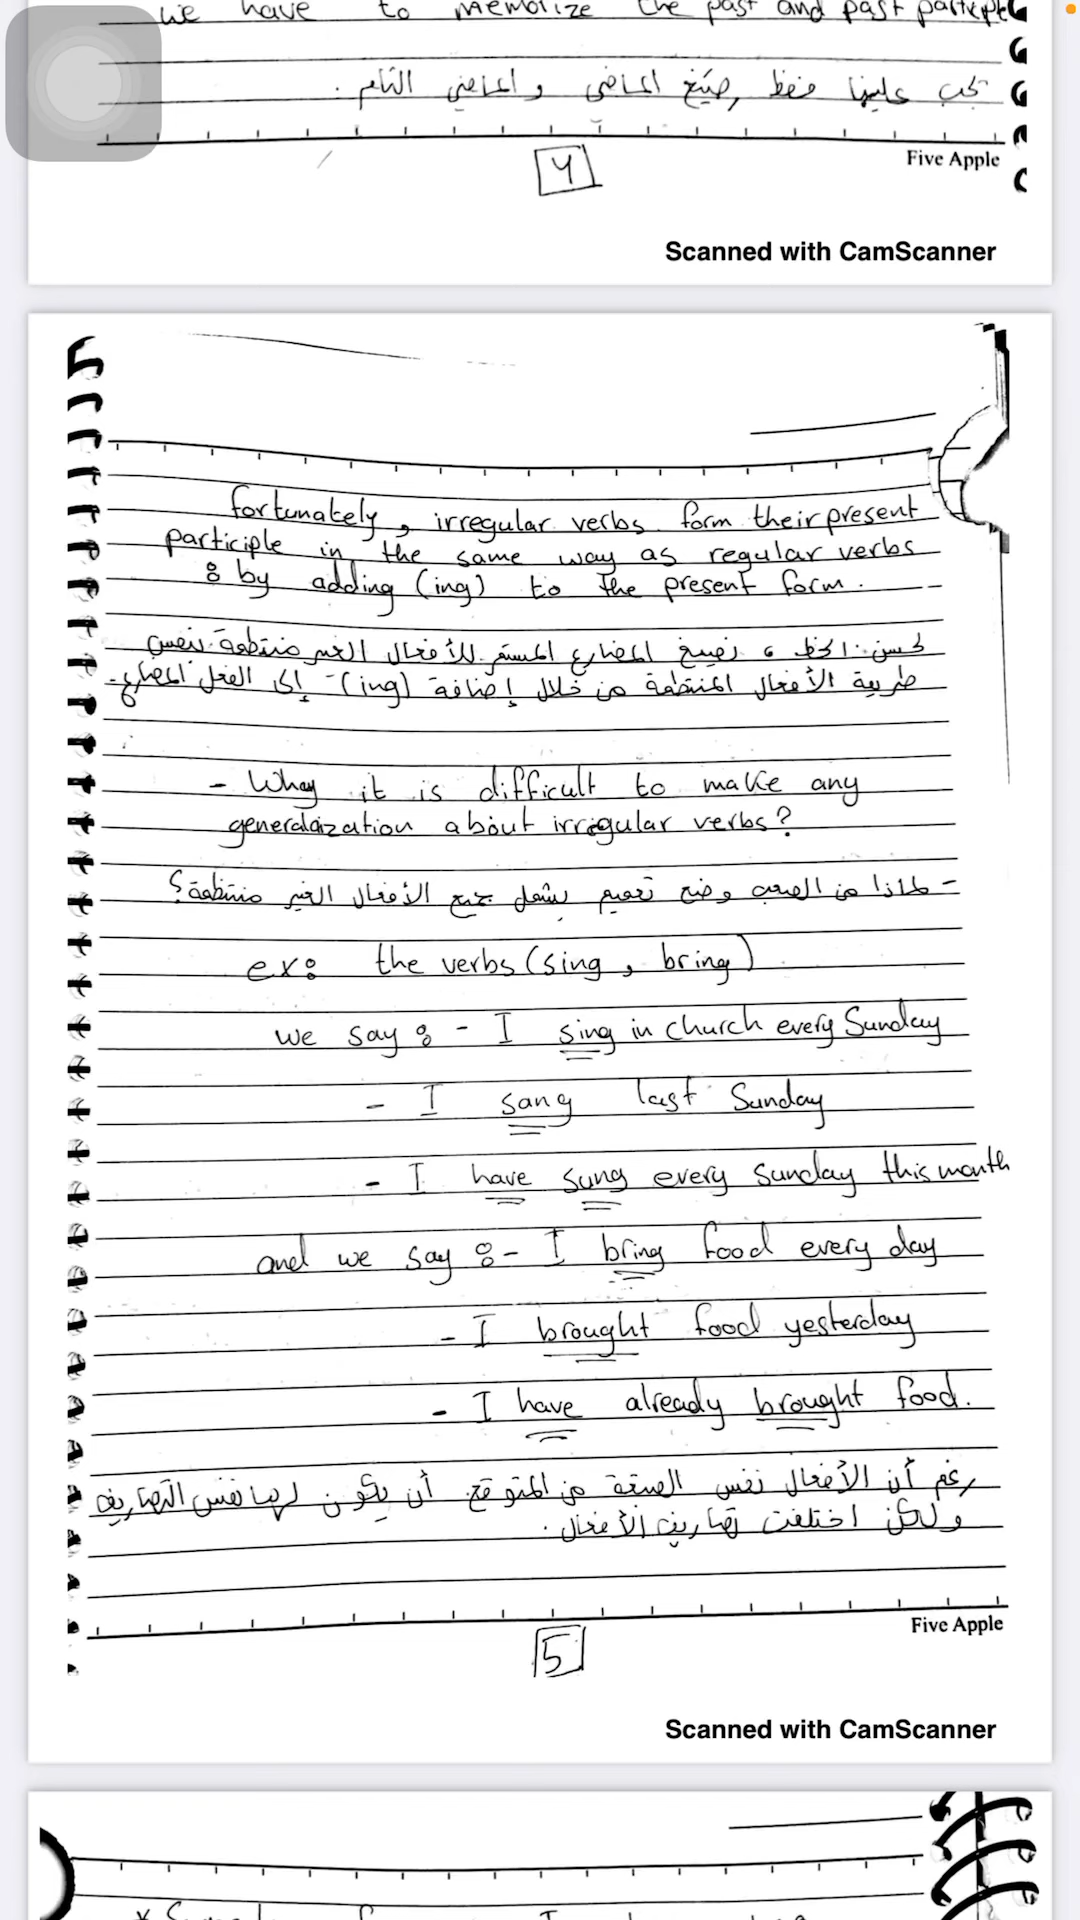 we have to memorize the past and past participle
تجب علينا حفظ صيغ الماضي والماضي التام.
4
Five Apple
Scanned with CamScanner
fortunately, irregular verbs form their present
participle in the same way as regular verbs
: by adding (ing) to the present form.
لحسن الحظ، نصيغ المضارع المستمر للأفعال الغير منتظمة بنفس
طريقة الأفعال المنتظمة من خلال إضافة (ing) إلى الفعل المضارع.
- Whay it is difficult to make any
generalaization about irregular verbs?
- لماذا من الصعب وضع تعميم يشمل جميع الأفعال الغير منتظمة؟
ex: the verbs (sing, bring)
we say: - I sing in church every Sunday
- I sang last Sunday
- I have sung every Sunday this month
and we say: - I bring food every day
- I brought food yesterday
- I have already brought food.
رغم أن الأفعال نفس الصيغة من المتوقع أن يكون لها نفس التصاريف
ولكن اختلفت تصاريف الأفعال.
5
Five Apple
Scanned with CamScanner